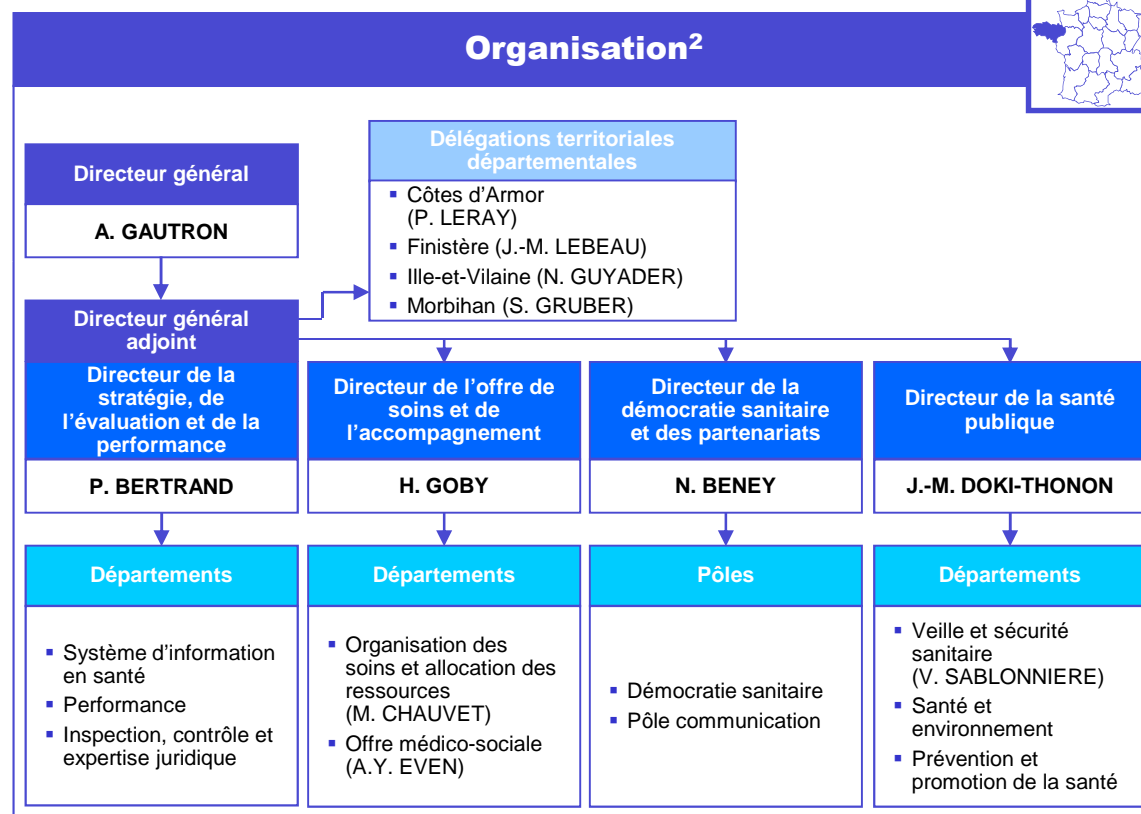 Organisation²
Directeur général
A. GAUTRON
Délégations territoriales
départementales
▪ Côtes d'Armor
(P. LERAY)
▪ Finistère (J.-M. LEBEAU)
▪ Ille-et-Vilaine (N. GUYADER)
▪ Morbihan (S. GRUBER)
Directeur général
adjoint
Directeur de la
stratégie, de
l'évaluation et de la
performance
P. BERTRAND
Directeur de l'offre de
soins et de
l'accompagnement
H. GOBY
Directeur de la
démocratie sanitaire
et des partenariats
N. BENEY
Directeur de la santé
publique
J.-M. DOKI-THONON
Départements
▪ Système d'information
en santé
▪ Performance
▪ Inspection, contrôle et
expertise juridique
Départements
▪ Organisation des
soins et allocation des
ressources
(M. CHAUVET)
▪ Offre médico-sociale
(A.Y. EVEN)
Pôles
▪ Démocratie sanitaire
▪ Pôle communication
Départements
▪ Veille et sécurité
sanitaire
(V. SABLONNIERE)
▪ Santé et
environnement
▪ Prévention et
promotion de la santé